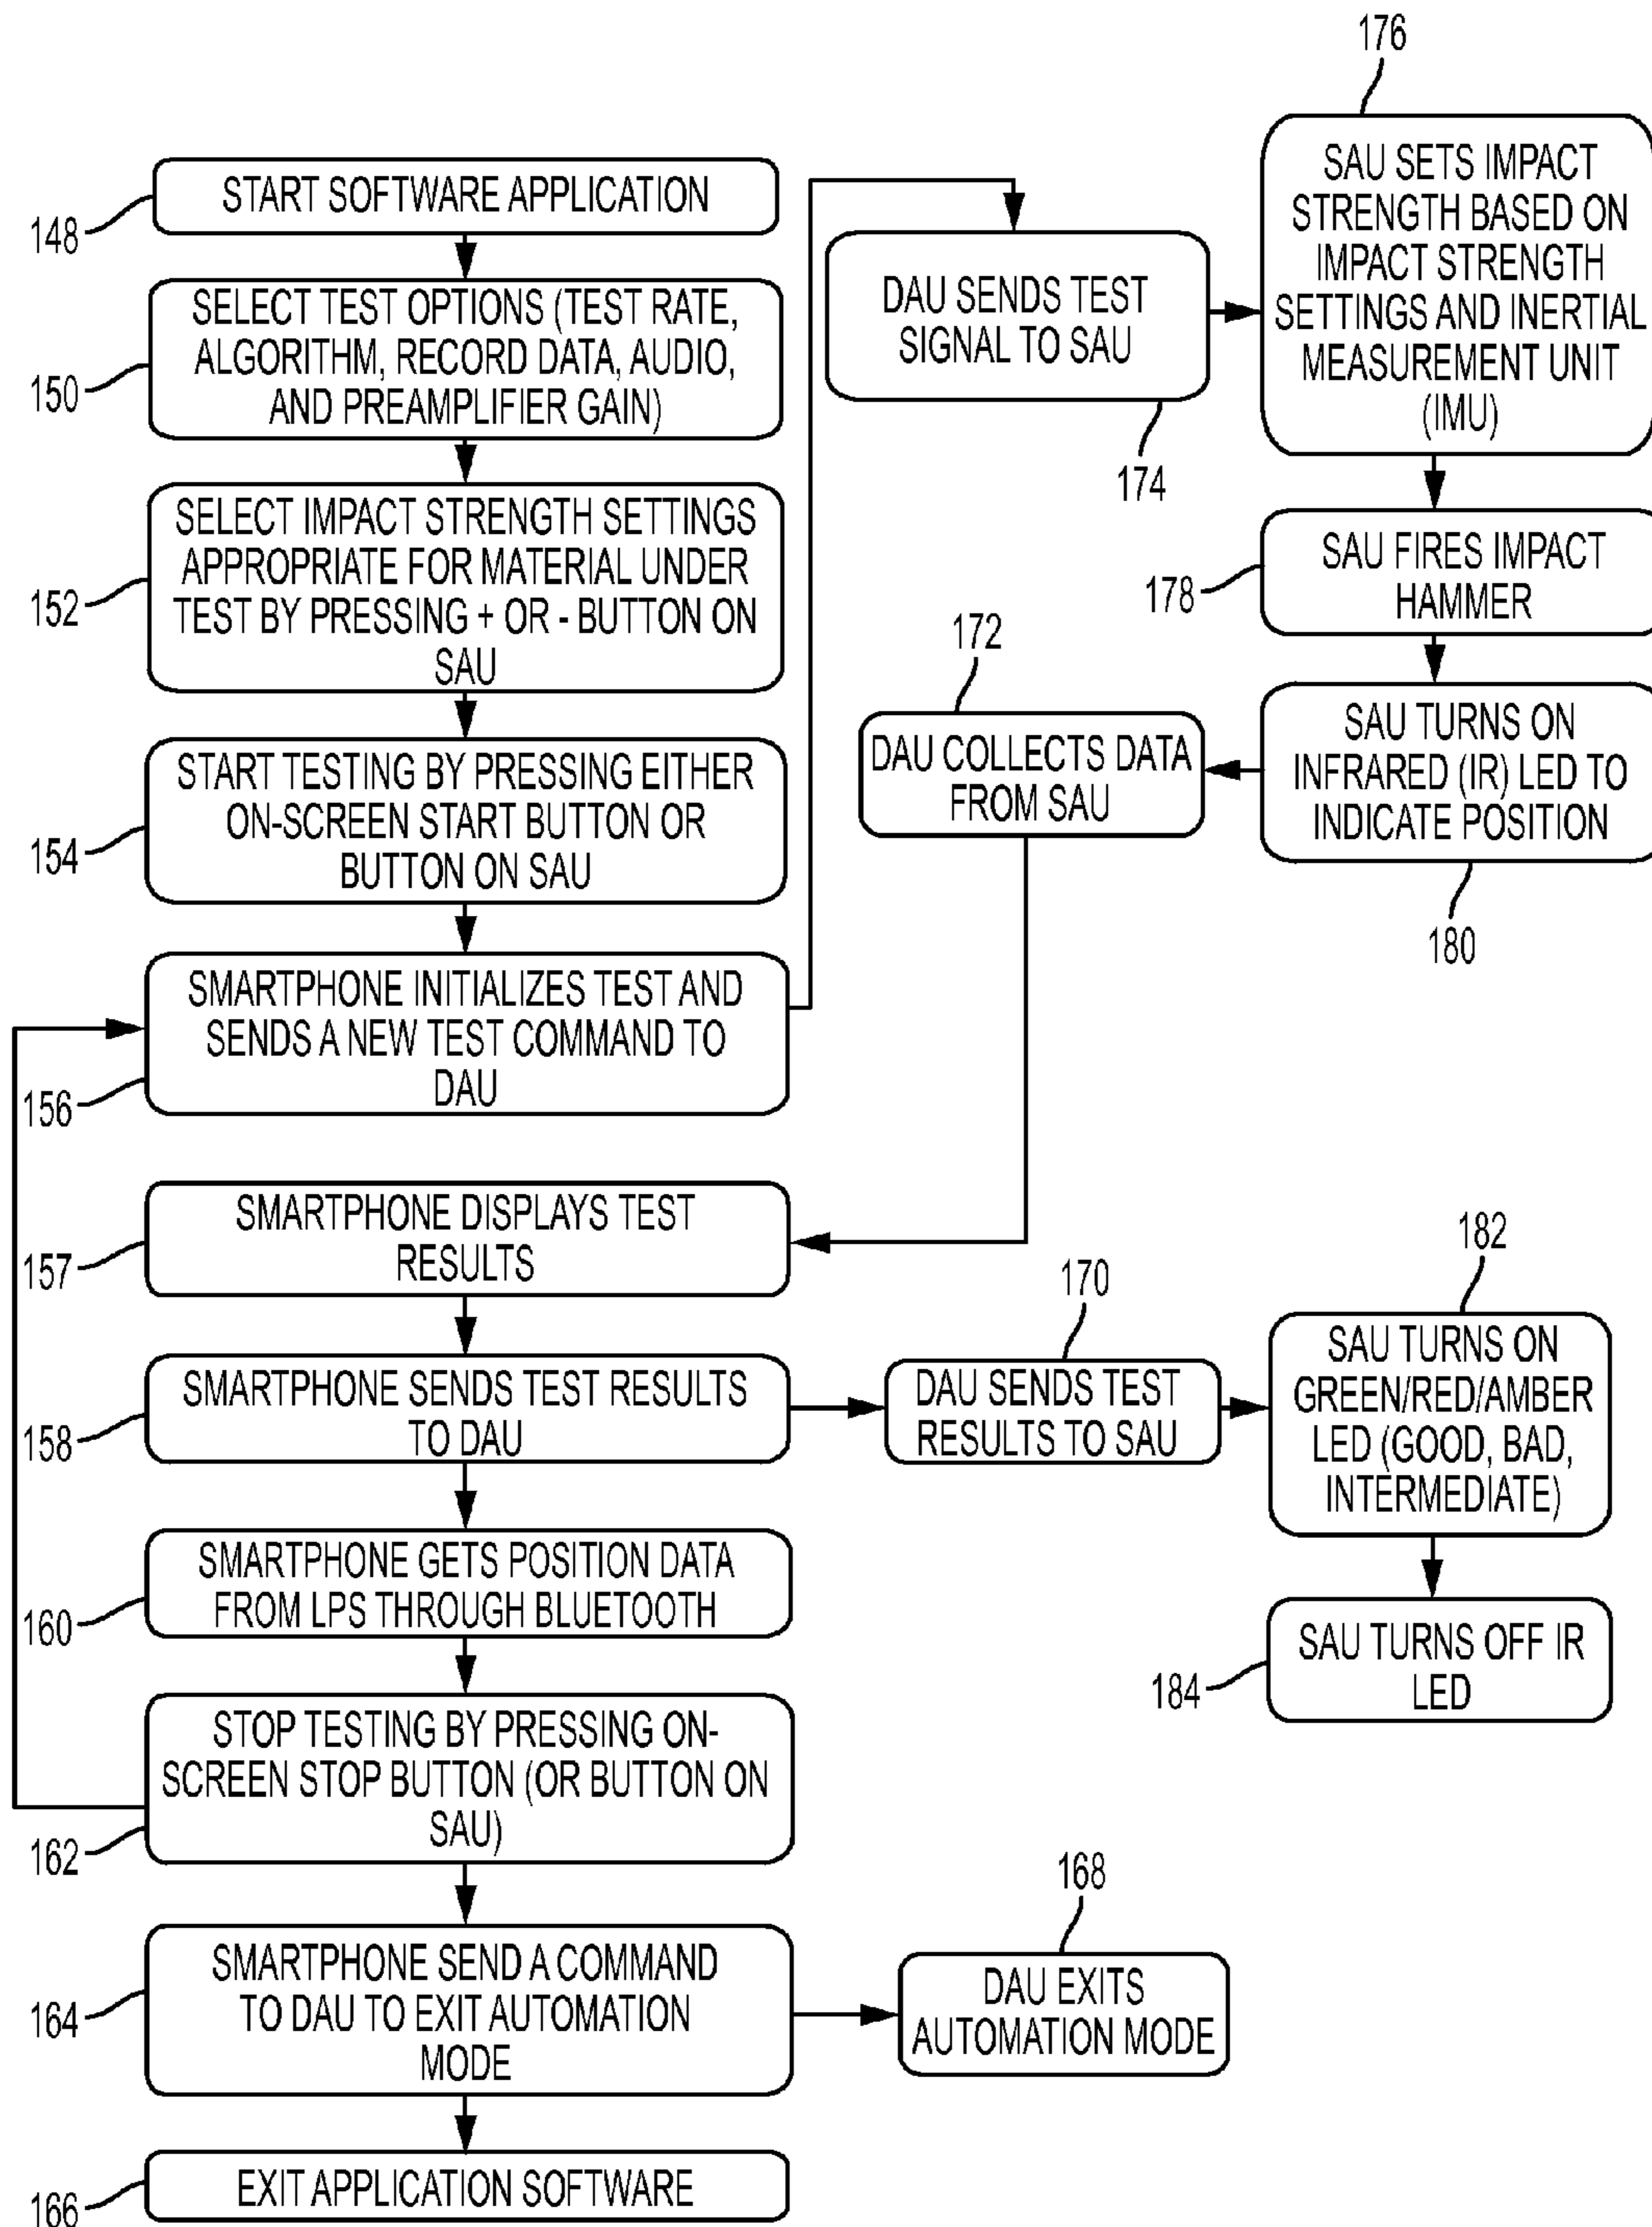 START SOFTWARE APPLICATION
148
SELECT TEST OPTIONS (TEST RATE,
ALGORITHM, RECORD DATA, AUDIO,
AND PREAMPLIFIER GAIN)
150
SELECT IMPACT STRENGTH SETTINGS
APPROPRIATE FOR MATERIAL UNDER
TEST BY PRESSING + OR - BUTTON ON
SAU
152
START TESTING BY PRESSING EITHER
ON-SCREEN START BUTTON OR
BUTTON ON SAU
154
SMARTPHONE INITIALIZES TEST AND
SENDS A NEW TEST COMMAND TO
DAU
156
DAU SENDS TEST
SIGNAL TO SAU
174
176
SAU SETS IMPACT
STRENGTH BASED ON
IMPACT STRENGTH
SETTINGS AND INERTIAL
MEASUREMENT UNIT
(IMU)
SAU FIRES IMPACT
HAMMER
178
SAU TURNS ON
INFRARED (IR) LED TO
INDICATE POSITION
180
172
DAU COLLECTS DATA
FROM SAU
SMARTPHONE DISPLAYS TEST
RESULTS
157
SMARTPHONE SENDS TEST RESULTS
TO DAU
158
170
DAU SENDS TEST
RESULTS TO SAU
182
SAU TURNS ON
GREEN/RED/AMBER
LED (GOOD, BAD,
INTERMEDIATE)
SAU TURNS OFF IR
LED
184
SMARTPHONE GETS POSITION DATA
FROM LPS THROUGH BLUETOOTH
160
STOP TESTING BY PRESSING ON-
SCREEN STOP BUTTON (OR BUTTON ON
SAU)
162
SMARTPHONE SEND A COMMAND
TO DAU TO EXIT AUTOMATION
MODE
164
168
DAU EXITS
AUTOMATION MODE
EXIT APPLICATION SOFTWARE
166